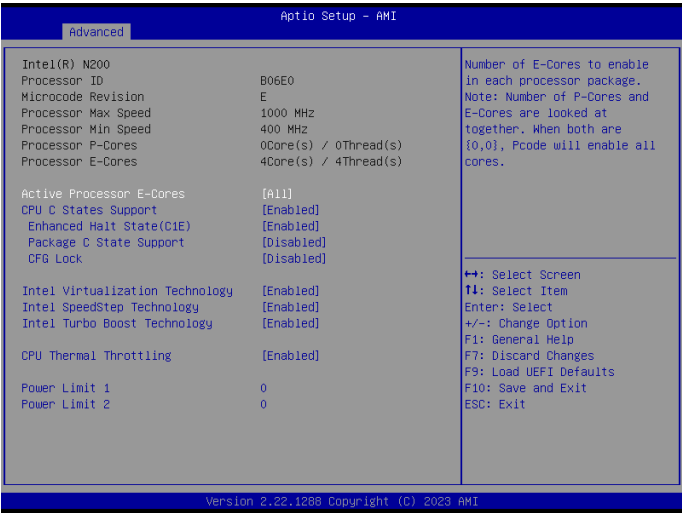 Aptio Setup - AMI
Advanced
Intel(R) N200
Processor ID B06E0
Microcode Revision E
Processor Max Speed 1000 MHz
Processor Min Speed 400 MHz
Processor P-Cores 0Core(s) / 0Thread(s)
Processor E-Cores 4Core(s) / 4Thread(s)
Active Processor E-Cores [All]
CPU C States Support [Enabled]
Enhanced Halt State(C1E) [Enabled]
Package C State Support [Disabled]
CFG Lock [Disabled]
Intel Virtualization Technology [Enabled]
Intel SpeedStep Technology [Enabled]
Intel Turbo Boost Technology [Enabled]
CPU Thermal Throttling [Enabled]
Power Limit 1 0
Power Limit 2 0
Number of E-Cores to enable
in each processor package.
Note: Number of P-Cores and
E-Cores are looked at
together. When both are
{0,0}, Pcode will enable all
cores.
↔: Select Screen
↑↓: Select Item
Enter: Select
+/-: Change Option
F1: General Help
F7: Discard Changes
F9: Load UEFI Defaults
F10: Save and Exit
ESC: Exit
Version 2.22.1288 Copyright (C) 2023 AMI